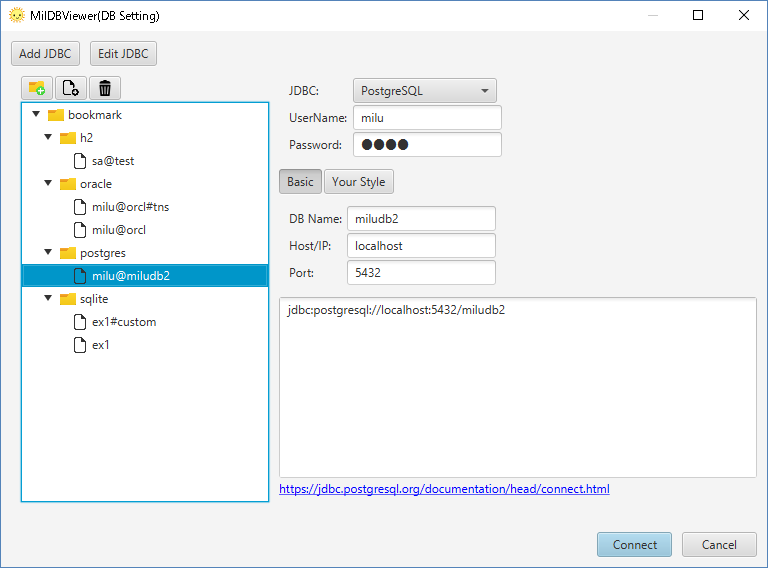 MilDBViewer(DB Setting)
Add JDBC
Edit JDBC
bookmark
h2
sa@test
oracle
milu@orcl#tns
milu@orcl
postgres
milu@miludb2
sqlite
ex1#custom
ex1
JDBC: PostgreSQL
UserName: milu
Password: ●●●●
Basic
Your Style
DB Name: miludb2
Host/IP: localhost
Port: 5432
jdbc:postgresql://localhost:5432/miludb2
https://jdbc.postgresql.org/documentation/head/connect.html
Connect
Cancel